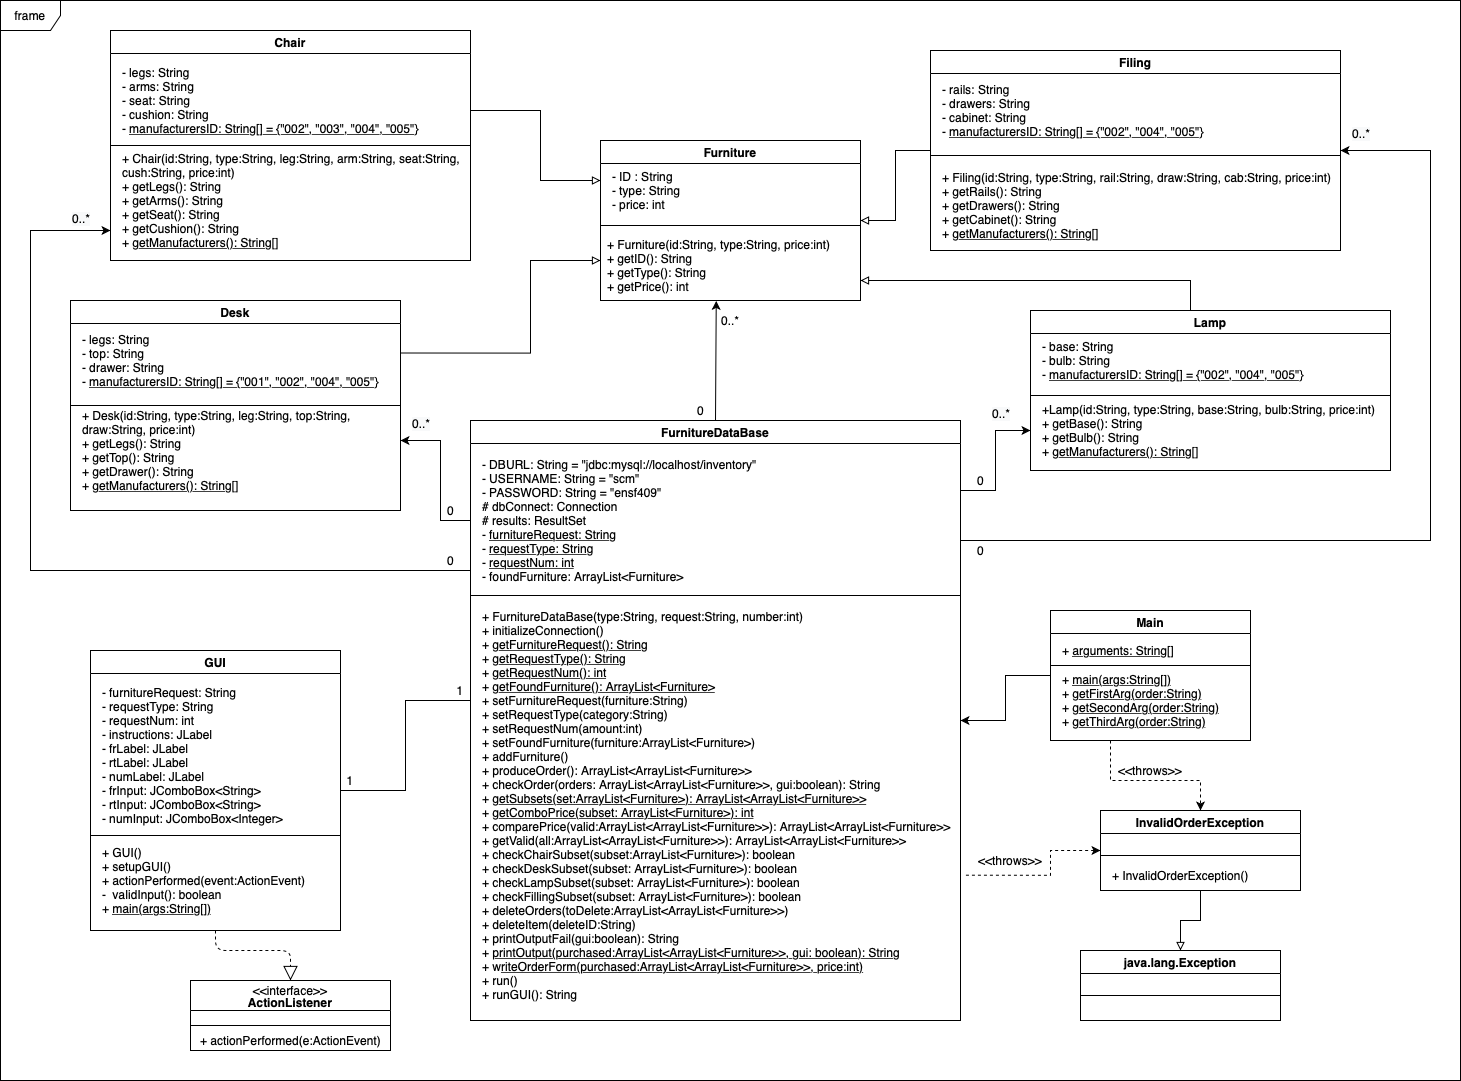 frame
Chair
- legs: String
- arms: String
- seat: String
- cushion: String
- manufacturersID: String[] = {"002", "003", "004", "005"}
+ Chair(id:String, type:String, leg:String, arm:String, seat:String,
cush:String, price:int)
+ getLegs(): String
+ getArms(): String
+ getSeat(): String
+ getCushion(): String
+ getManufacturers(): String[]
0..*
Furniture
- ID : String
- type: String
- price: int
+ Furniture(id:String, type:String, price:int)
+ getID(): String
+ getType(): String
+ getPrice(): int
0..*
0
Filing
- rails: String
- drawers: String
- cabinet: String
- manufacturersID: String[] = {"002", "004", "005"}
+ Filing(id:String, type:String, rail:String, draw:String, cab:String, price:int)
+ getRails(): String
+ getDrawers(): String
+ getCabinet(): String
+ getManufacturers(): String[]
0..*
Desk
- legs: String
- top: String
- drawer: String
- manufacturersID: String[] = {"001", "002", "004", "005"}
+ Desk(id:String, type:String, leg:String, top:String,
draw:String, price:int)
+ getLegs(): String
+ getTop(): String
+ getDrawer(): String
+ getManufacturers(): String[]
0..*
0
0
Lamp
- base: String
- bulb: String
- manufacturersID: String[] = {"002", "004", "005"}
+Lamp(id:String, type:String, base:String, bulb:String, price:int)
+ getBase(): String
+ getBulb(): String
+ getManufacturers(): String[]
0..*
0
0
FurnitureDataBase
- DBURL: String = "jdbc:mysql://localhost/inventory"
- USERNAME: String = "scm"
- PASSWORD: String = "ensf409"
# dbConnect: Connection
# results: ResultSet
- furnitureRequest: String
- requestType: String
- requestNum: int
- foundFurniture: ArrayList<Furniture>
+ FurnitureDataBase(type:String, request:String, number:int)
+ initializeConnection()
+ getFurnitureRequest(): String
+ getRequestType(): String
+ getRequestNum(): int
+ getFoundFurniture(): ArrayList<Furniture>
+ setFurnitureRequest(furniture:String)
+ setRequestType(category:String)
+ setRequestNum(amount:int)
+ setFoundFurniture(furniture:ArrayList<Furniture>)
+ addFurniture()
+ produceOrder(): ArrayList<ArrayList<Furniture>>
+ checkOrder(orders: ArrayList<ArrayList<Furniture>>, gui:boolean): String
+ getSubsets(set:ArrayList<Furniture>): ArrayList<ArrayList<Furniture>>
+ getComboPrice(subset: ArrayList<Furniture>): int
+ comparePrice(valid:ArrayList<ArrayList<Furniture>>): ArrayList<ArrayList<Furniture>>
+ getValid(all:ArrayList<ArrayList<Furniture>>): ArrayList<ArrayList<Furniture>>
+ checkChairSubset(subset:ArrayList<Furniture>): boolean
+ checkDeskSubset(subset: ArrayList<Furniture>): boolean
+ checkLampSubset(subset: ArrayList<Furniture>): boolean
+ checkFillingSubset(subset: ArrayList<Furniture>): boolean
+ deleteOrders(toDelete:ArrayList<ArrayList<Furniture>>)
+ deleteItem(deleteID:String)
+ printOutputFail(gui:boolean): String
+ printOutput(purchased:ArrayList<ArrayList<Furniture>>, gui: boolean): String
+ writeOrderForm(purchased:ArrayList<ArrayList<Furniture>>, price:int)
+ run()
+ runGUI(): String
GUI
- furnitureRequest: String
- requestType: String
- requestNum: int
- instructions: JLabel
- frLabel: JLabel
- rtLabel: JLabel
- numLabel: JLabel
- frInput: JComboBox<String>
- rtInput: JComboBox<String>
- numInput: JComboBox<Integer>
+ GUI()
+ setupGUI()
+ actionPerformed(event:ActionEvent)
- validInput(): boolean
+ main(args:String[])
1
1
<<interface>>
ActionListener
+ actionPerformed(e:ActionEvent)
Main
+ arguments: String[]
+ main(args:String[])
+ getFirstArg(order:String)
+ getSecondArg(order:String)
+ getThirdArg(order:String)
<<throws>>
<<throws>>
InvalidOrderException
+ InvalidOrderException()
java.lang.Exception